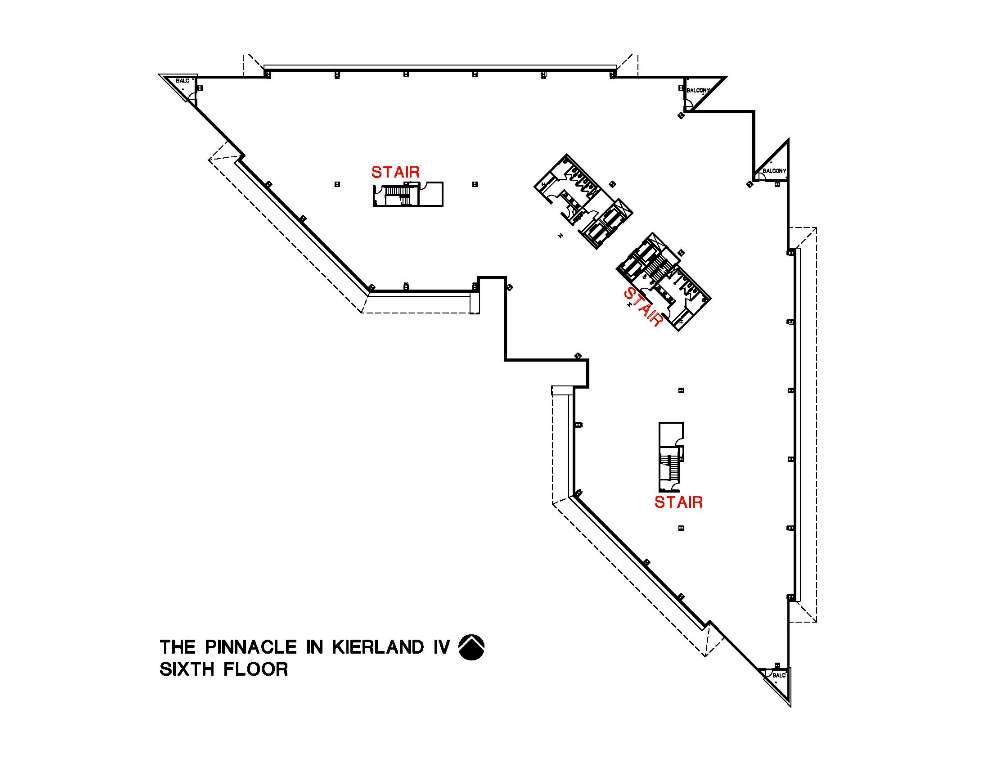 BALC
BALCONY
BALCONY
STAIR
STAIR
STAIR
BALC
THE PINNACLE IN KIERLAND IV
SIXTH FLOOR